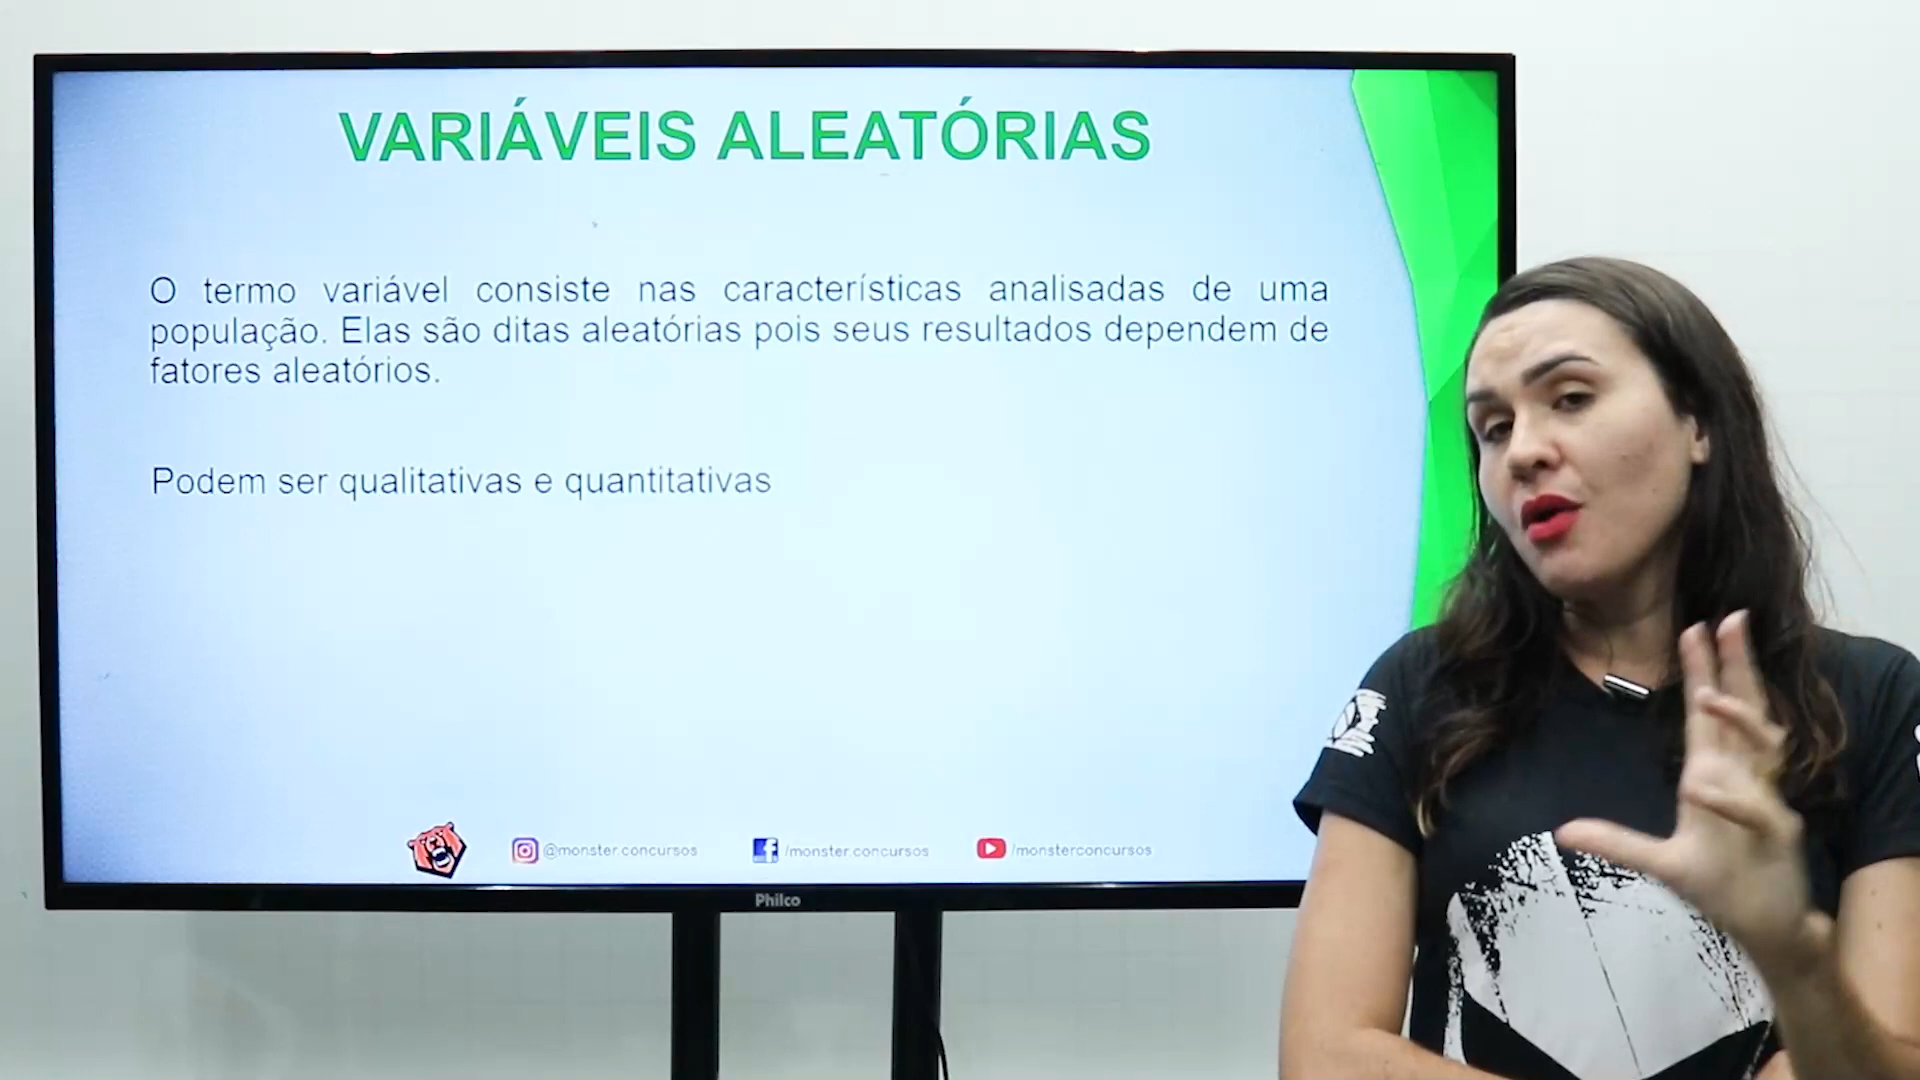 VARIÁVEIS ALEATÓRIAS
O termo variável consiste nas características analisadas de uma
população. Elas são ditas aleatórias pois seus resultados dependem de
fatores aleatórios.
Podem ser qualitativas e quantitativas
@monster.concursos
/monster.concursos
/monsterconcursos
Philco